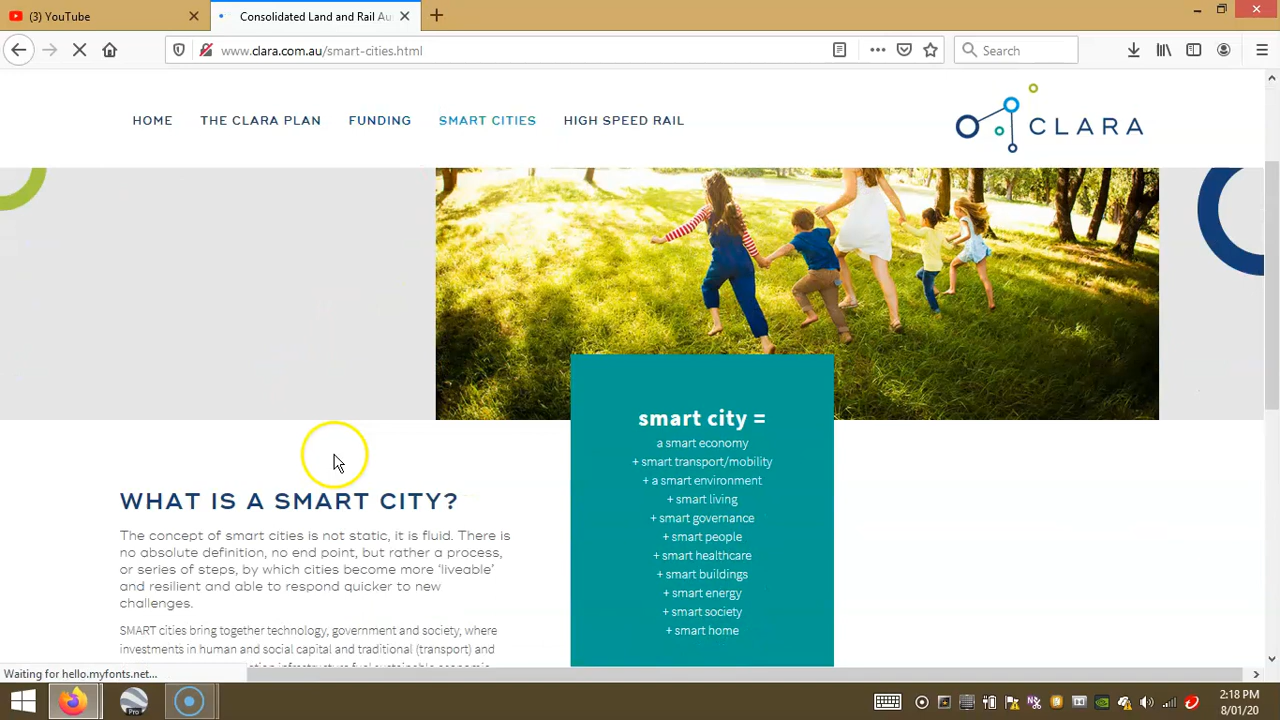 (3) YouTube
Consolidated Land and Rail Au
www.clara.com.au/smart-cities.html
Search
HOME THE CLARA PLAN FUNDING SMART CITIES HIGH SPEED RAIL
CLARA
smart city =
a smart economy
+ smart transport/mobility
+ a smart environment
+ smart living
+ smart governance
+ smart people
+ smart healthcare
+ smart buildings
+ smart energy
+ smart society
+ smart home
WHAT IS A SMART CITY?
The concept of smart cities is not static, it is fluid. There is
no absolute definition, no end point, but rather a process,
or series of steps, by which cities become more ‘liveable’
and resilient and able to respond quicker to new
challenges.
SMART cities bring together technology, government and society, where
investments in human and social capital and traditional (transport) and
Waiting for hello.myfonts.net...
Pro
2:18 PM
8/01/20